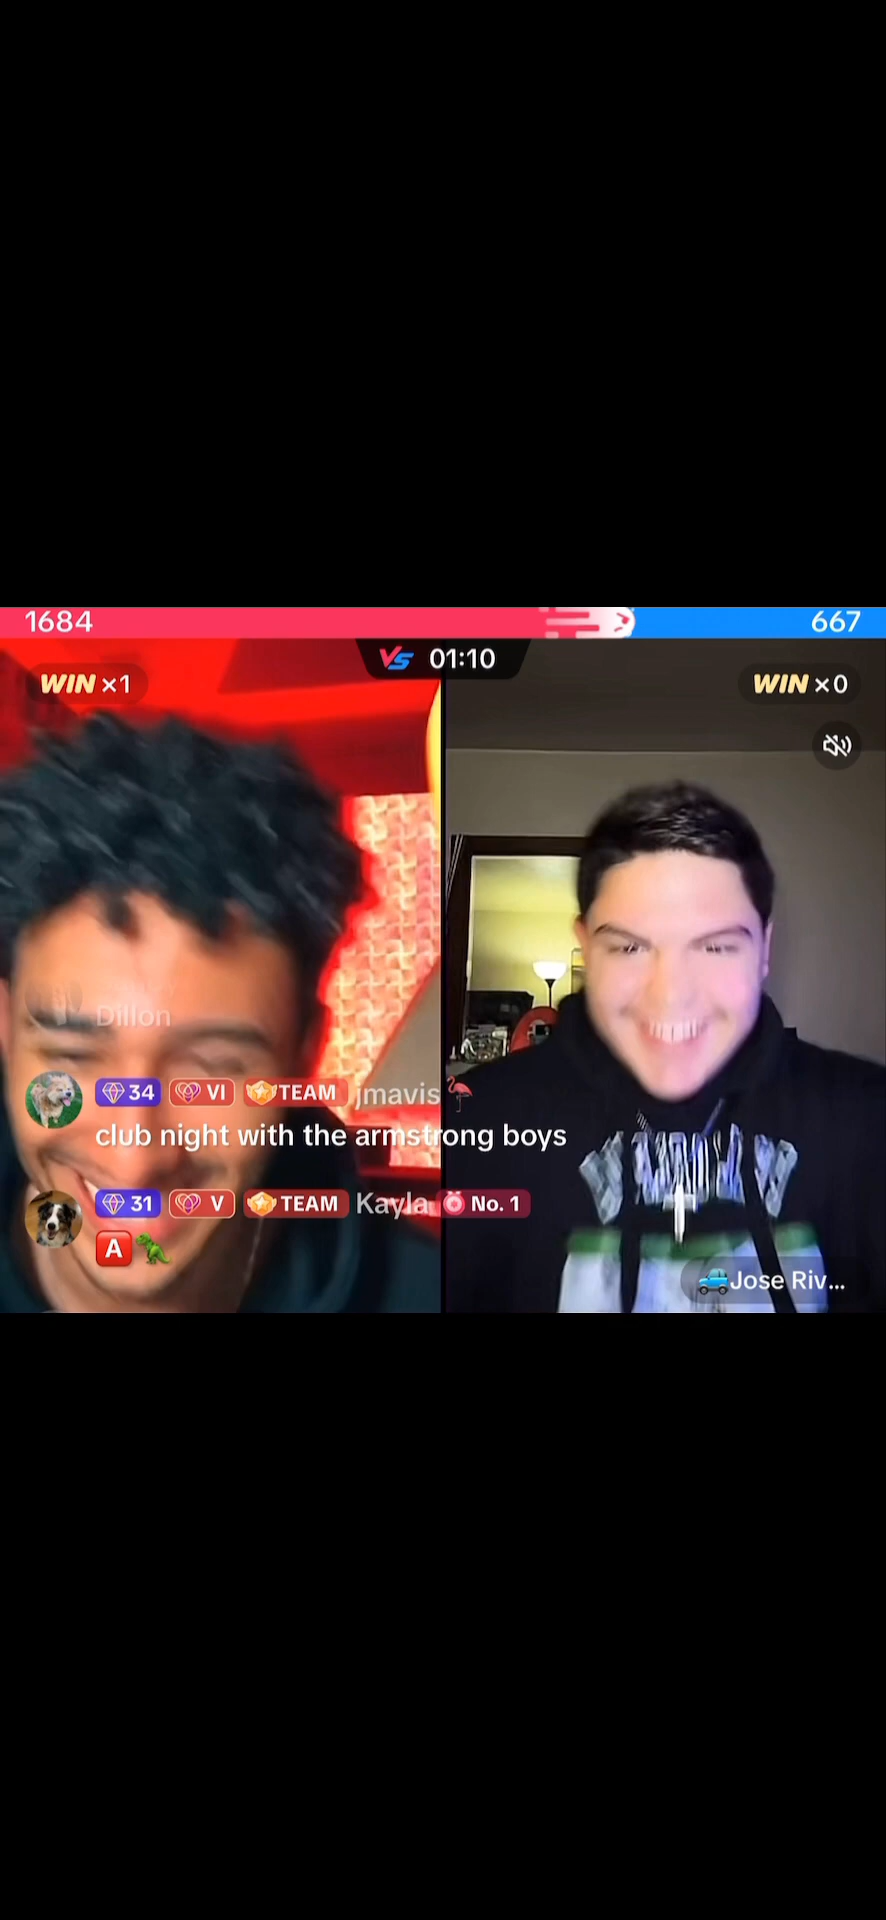 1684
667
VS 01:10
WIN ×1
WIN ×0
Dillon
34 VI TEAM jmavis🦩
club night with the armstrong boys
31 V TEAM Kayla No. 1
🅰️🦖
🚙Jose Riv...